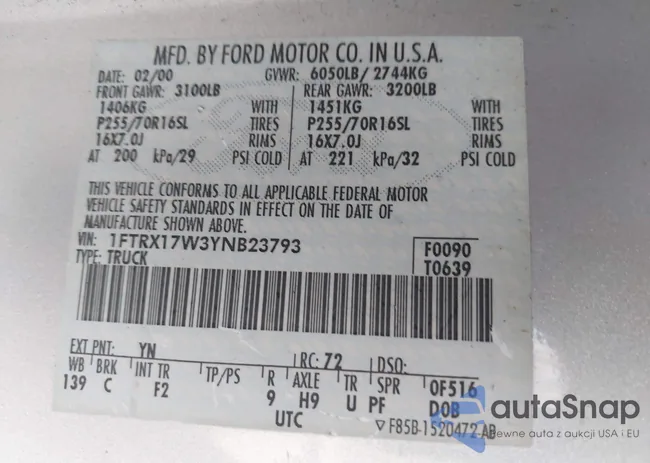 MFD. BY FORD MOTOR CO. IN U.S.A.
DATE: 02/00 GVWR: 6050LB/ 2744KG
FRONT GAWR: 3100LB REAR GAWR: 3200LB
1406KG WITH 1451KG WITH
P255/70R16SL TIRES P255/70R16SL TIRES
16X7.0J RIMS 16X7.0J RIMS
AT 200 kPa/29 PSI COLD AT 221 kPa/32 PSI COLD
THIS VEHICLE CONFORMS TO ALL APPLICABLE FEDERAL MOTOR
VEHICLE SAFETY STANDARDS IN EFFECT ON THE DATE OF
MANUFACTURE SHOWN ABOVE.
VIN: 1FTRX17W3YNB23793 F0090
TYPE: TRUCK T0639
EXT PNT: YN RC: 72 DSO:
WB BRK INT TR TP/PS R AXLE TR SPR 0F516
139 C F2 9 H9 U PF D0B
UTC ▽F85B-1520472-AB
autaSnap
Pewne auta z aukcji USA i EU